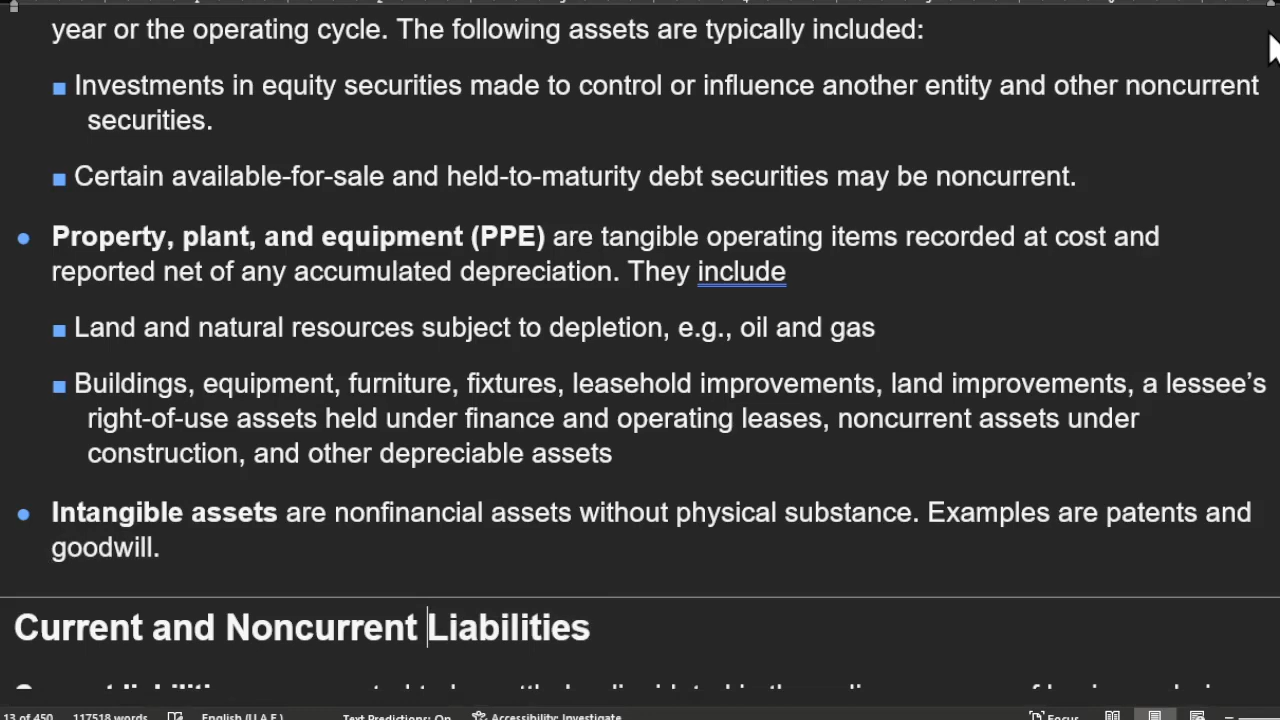 year or the operating cycle. The following assets are typically included:
■ Investments in equity securities made to control or influence another entity and other noncurrent
securities.
■ Certain available-for-sale and held-to-maturity debt securities may be noncurrent.
● Property, plant, and equipment (PPE) are tangible operating items recorded at cost and
reported net of any accumulated depreciation. They include
■ Land and natural resources subject to depletion, e.g., oil and gas
■ Buildings, equipment, furniture, fixtures, leasehold improvements, land improvements, a lessee’s
right-of-use assets held under finance and operating leases, noncurrent assets under
construction, and other depreciable assets
● Intangible assets are nonfinancial assets without physical substance. Examples are patents and
goodwill.
Current and Noncurrent Liabilities
13 of 450 117518 words English (U.A.E.) Text Predictions: On Accessibility: Investigate Focus